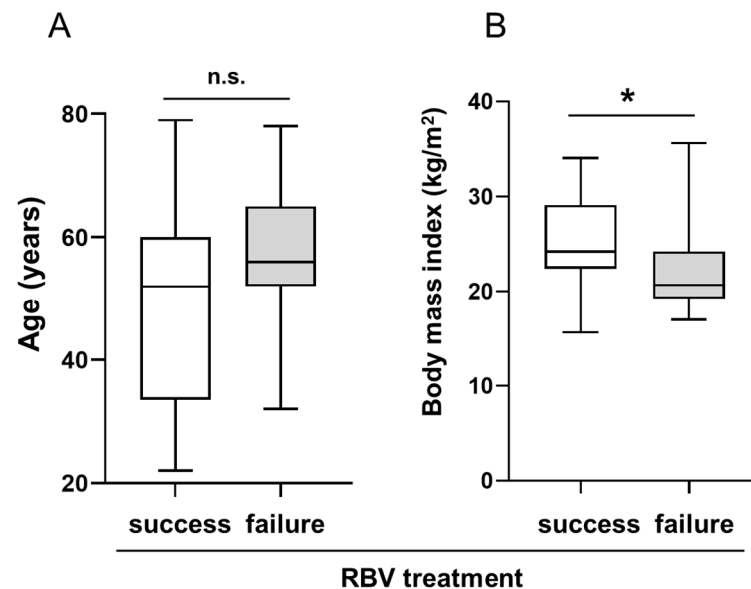 A
B
n.s.
*
Age (years)
80
60
40
20
success failure
Body mass index (kg/m²)
40
30
20
10
0
success failure
RBV treatment